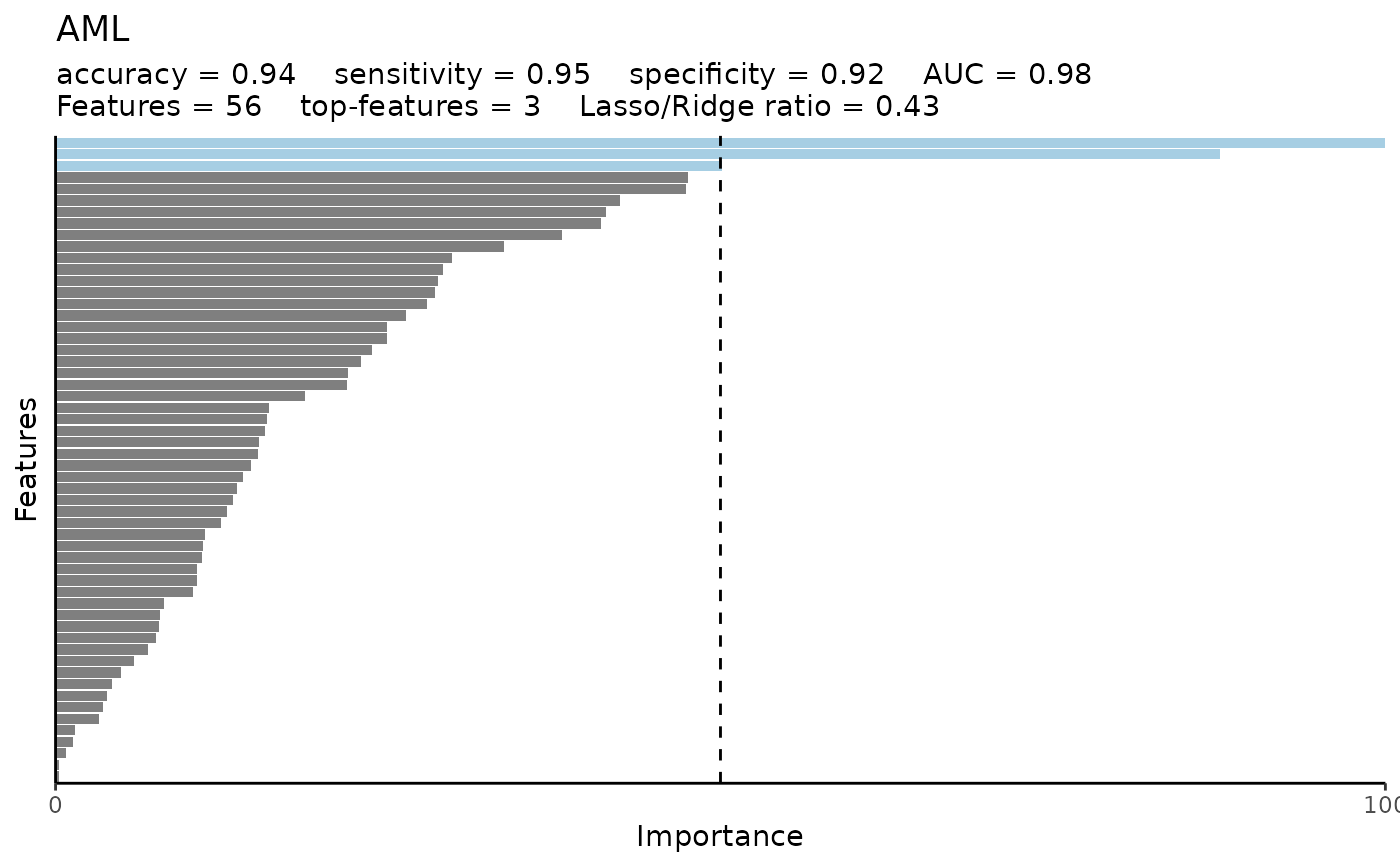 AML
accuracy = 0.94 sensitivity = 0.95 specificity = 0.92 AUC = 0.98
Features = 56 top-features = 3 Lasso/Ridge ratio = 0.43
Features
0 100
Importance